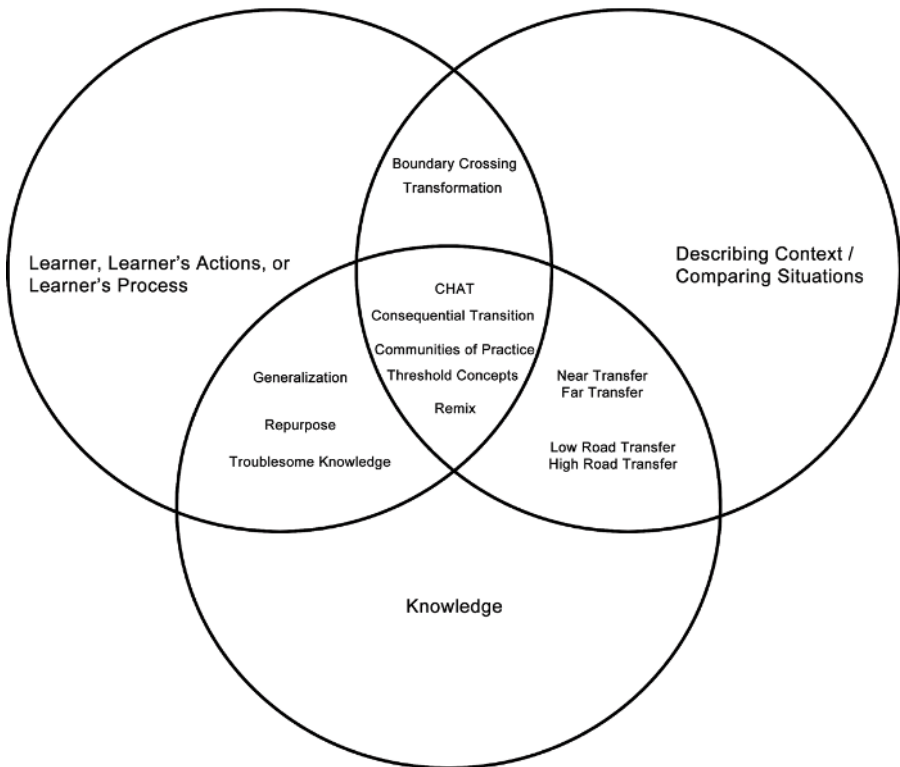 Boundary Crossing
Transformation
Learner, Learner's Actions, or
Learner's Process
Describing Context /
Comparing Situations
CHAT
Consequential Transition
Communities of Practice
Threshold Concepts
Remix
Generalization
Repurpose
Troublesome Knowledge
Near Transfer
Far Transfer
Low Road Transfer
High Road Transfer
Knowledge